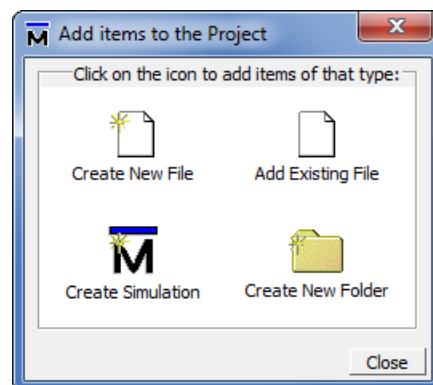 Add items to the Project
Click on the icon to add items of that type:
Create New File
Add Existing File
Create Simulation
Create New Folder
Close